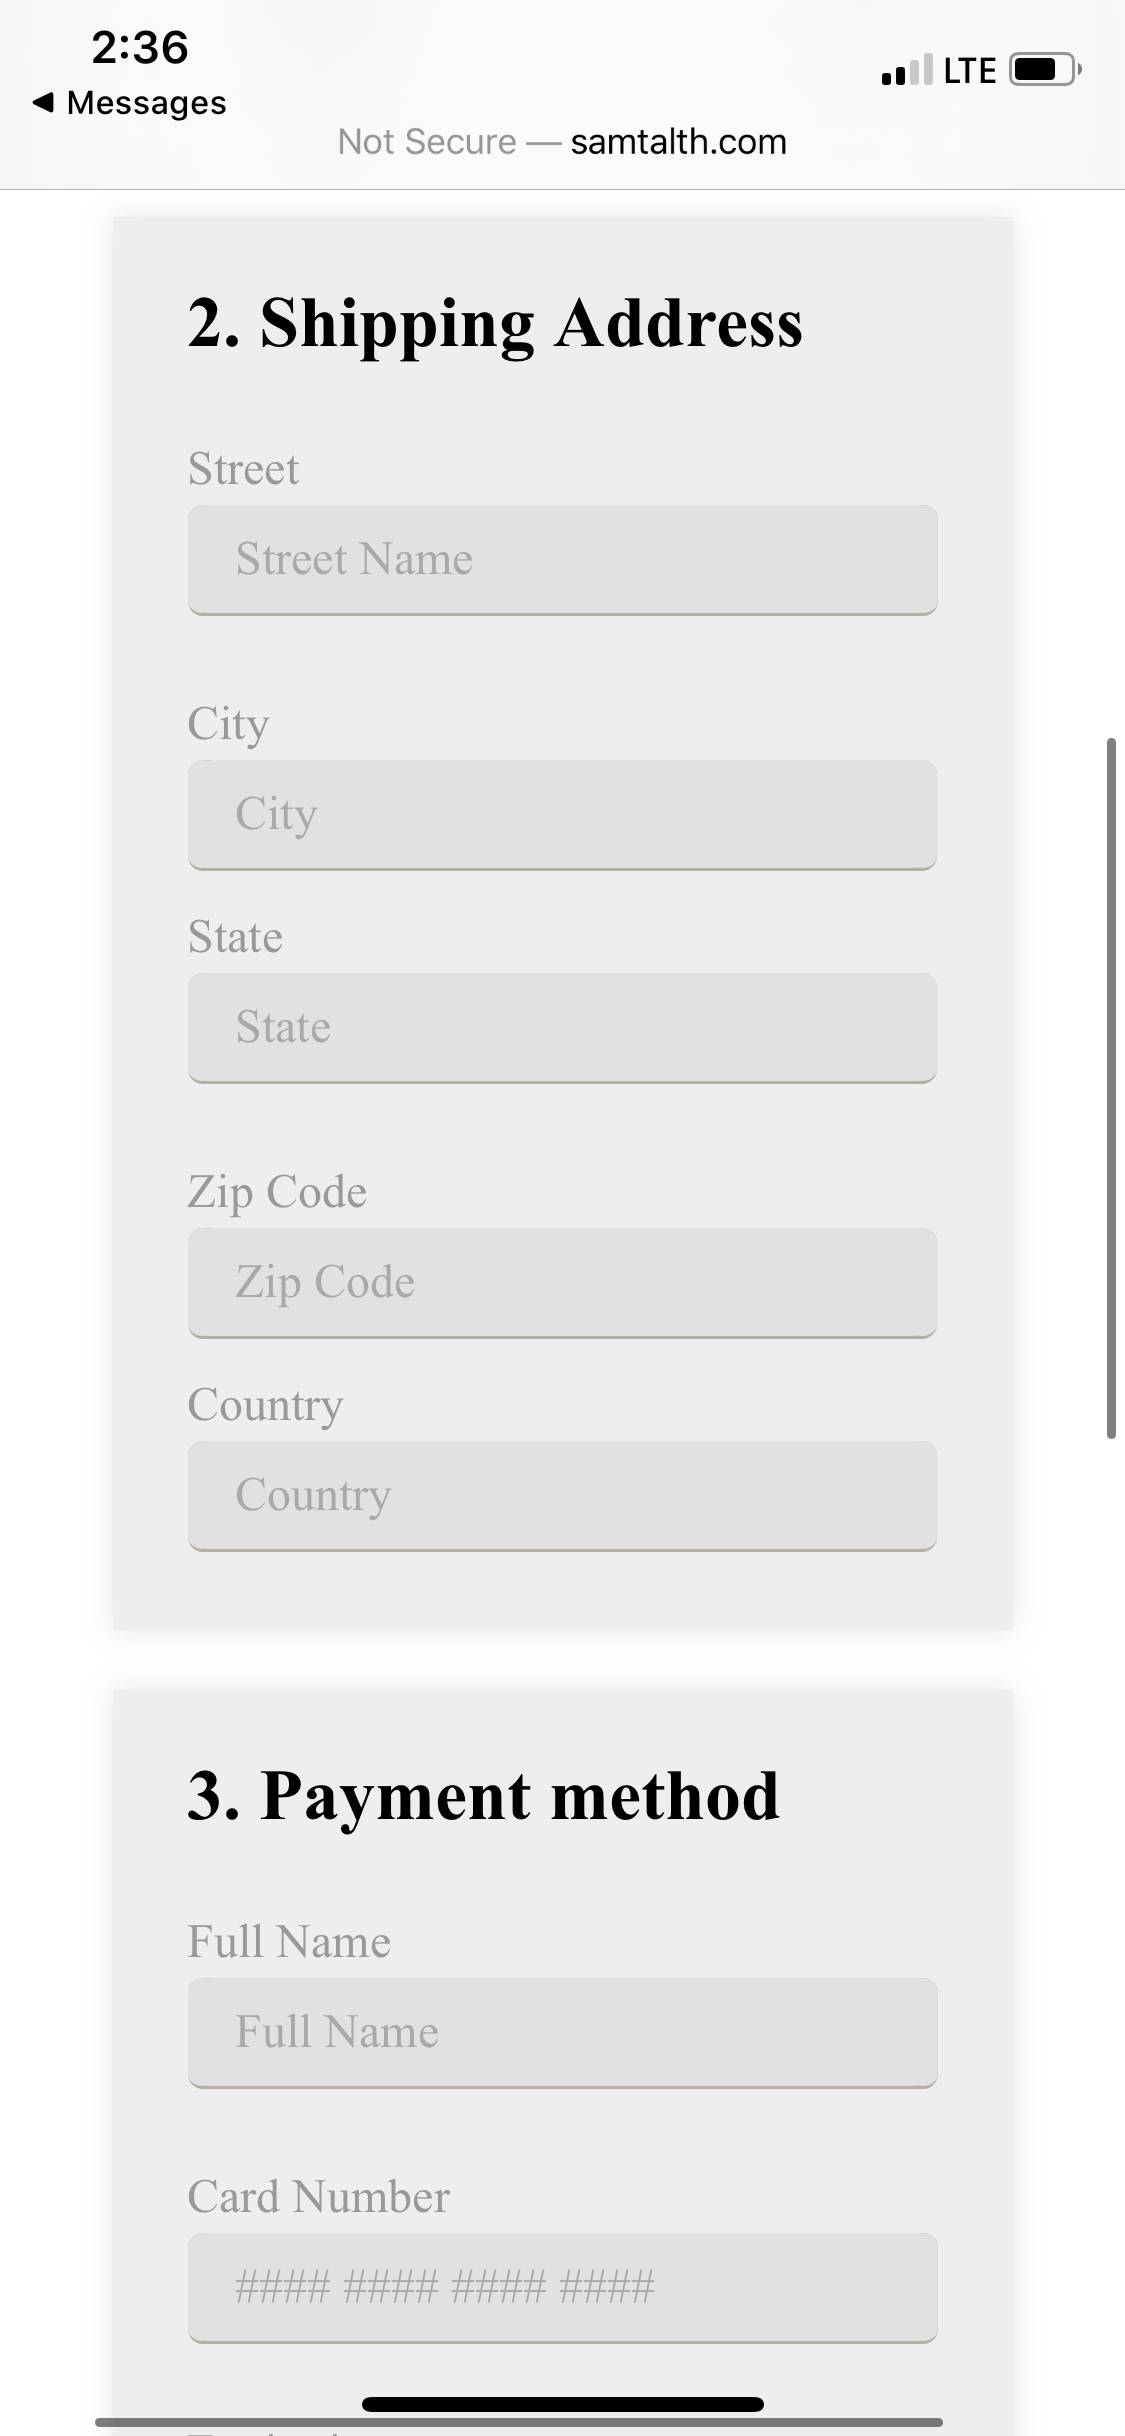 2:36
LTE
◀ Messages
Not Secure — samtalth.com
2. Shipping Address
Street
Street Name
City
City
State
State
Zip Code
Zip Code
Country
Country
3. Payment method
Full Name
Full Name
Card Number
#### #### #### ####